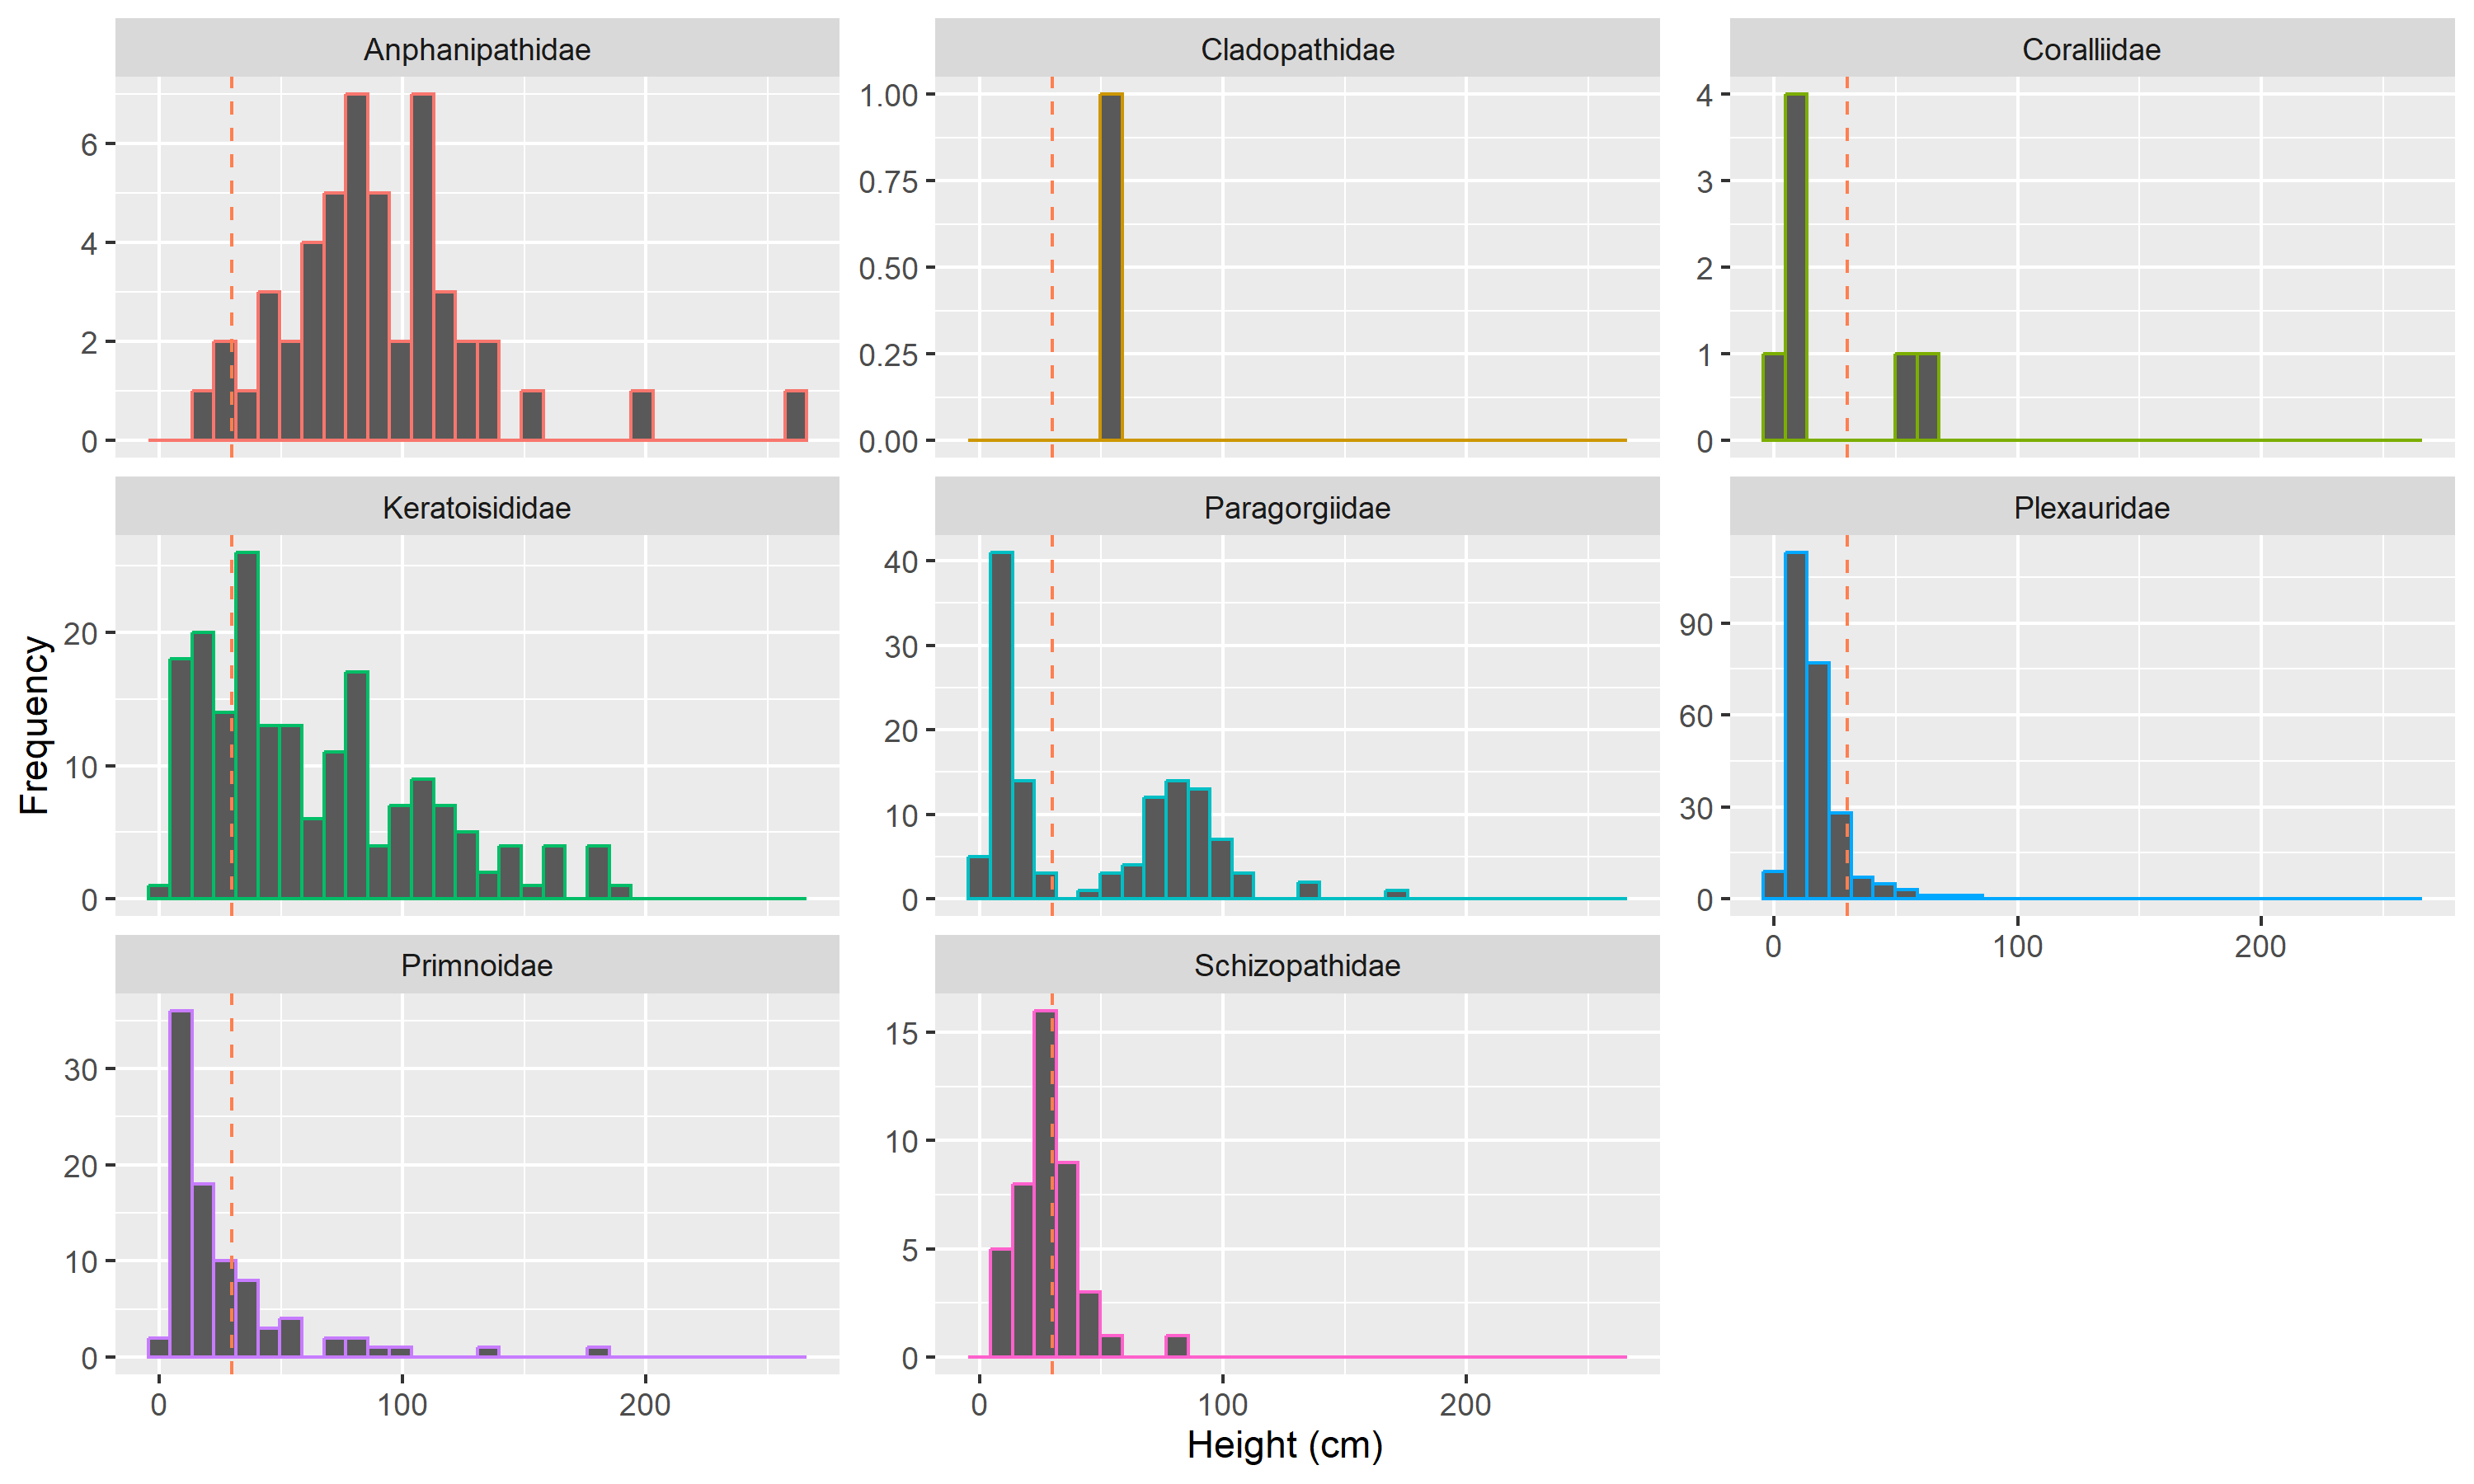 Anphanipathidae
Cladopathidae
Coralliidae
6
4
2
0
1.00
0.75
0.50
0.25
0.00
4
3
2
1
0
Keratoisididae
Paragorgiidae
Plexauridae
20
10
0
40
30
20
10
0
90
60
30
0
0 100 200
Primnoidae
Schizopathidae
30
20
10
0
15
10
5
0
0 100 200
0 100 200
Height (cm)
Frequency